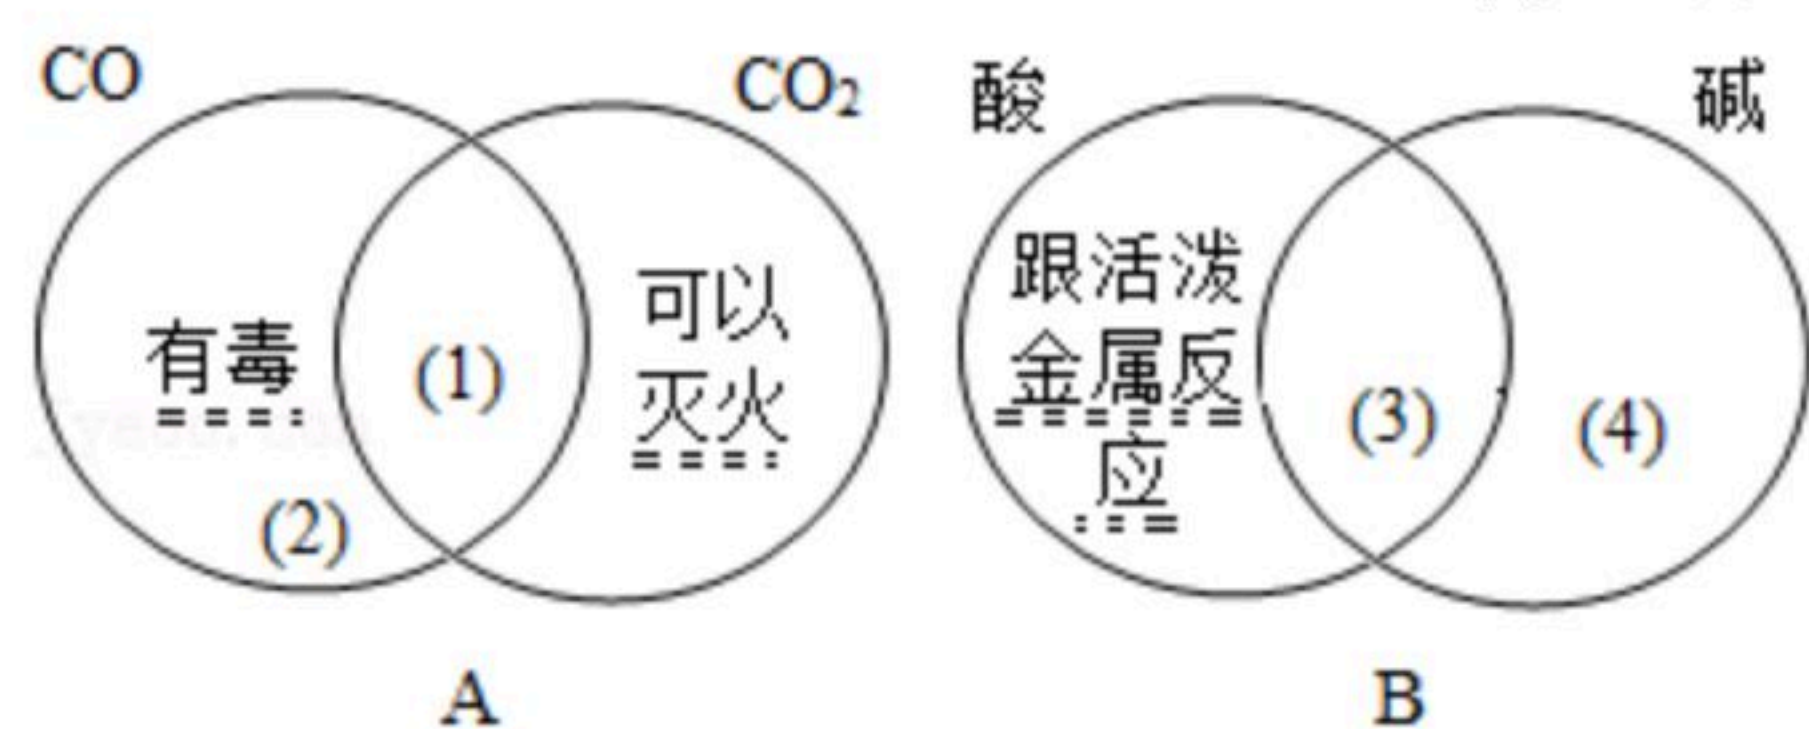 CO
CO₂
有毒
(1)
可以
灭火
(2)
A
酸
碱
跟活泼
金属反
应
(3)
(4)
B